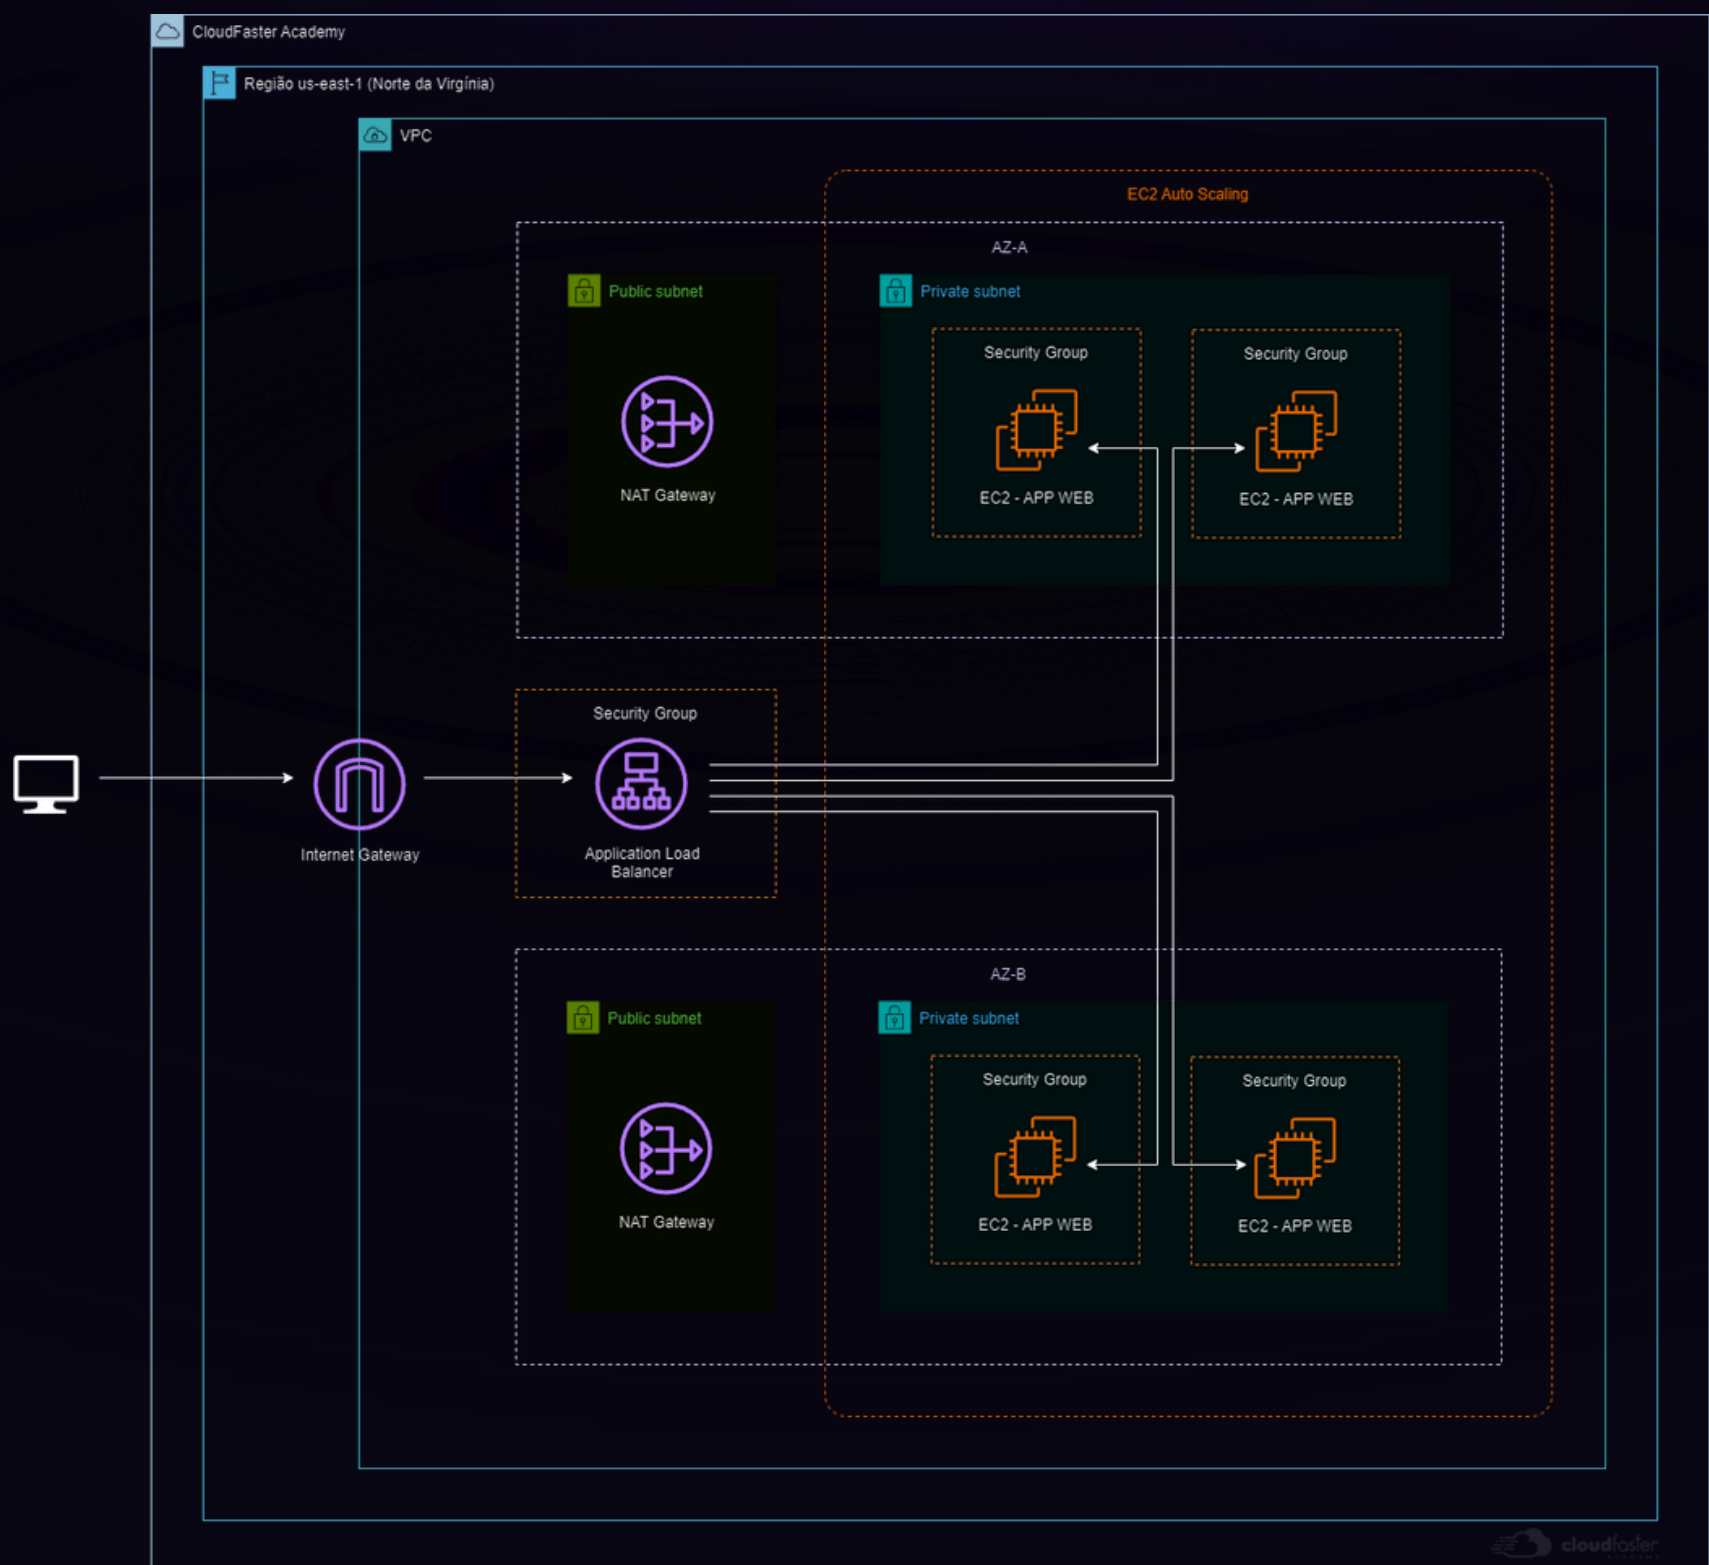 CloudFaster Academy
Região us-east-1 (Norte da Virgínia)
VPC
EC2 Auto Scaling
AZ-A
Public subnet
Private subnet
Security Group
Security Group
NAT Gateway
EC2 - APP WEB
EC2 - APP WEB
Security Group
Internet Gateway
Application Load
Balancer
AZ-B
Public subnet
Private subnet
Security Group
Security Group
NAT Gateway
EC2 - APP WEB
EC2 - APP WEB
cloudfaster